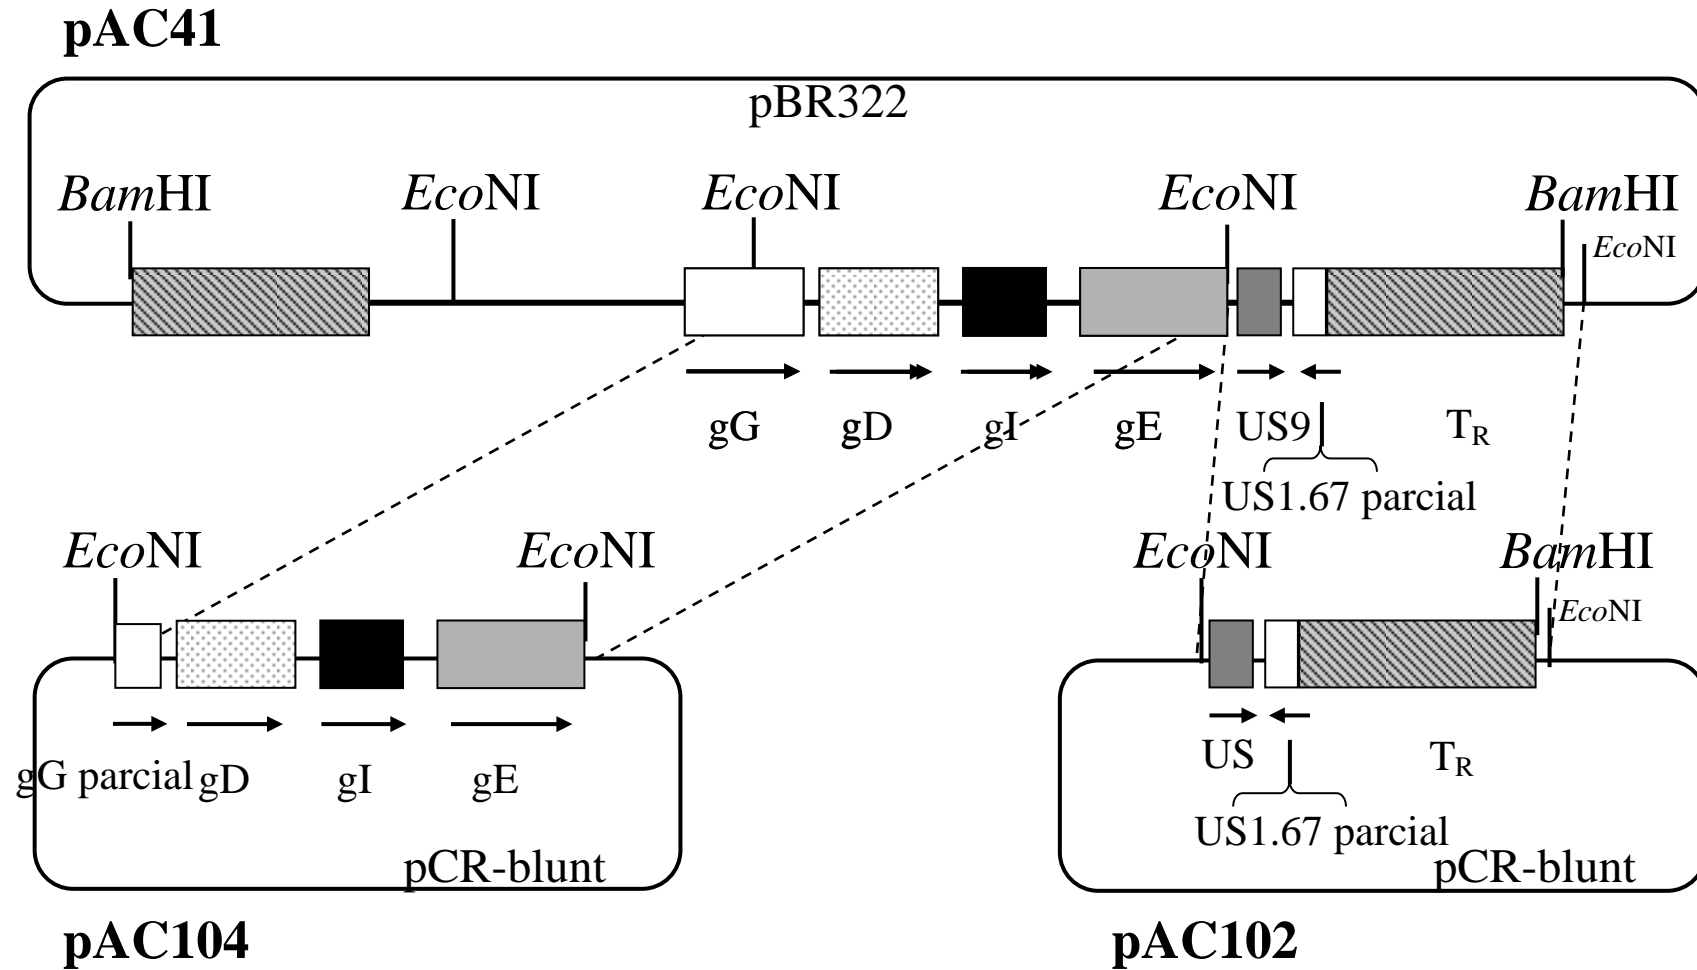 pAC41
pBR322
BamHI EcoNI EcoNI EcoNI BamHI
EcoNI
gG gD gI gE US9 TR
US1.67 parcial
EcoNI EcoNI EcoNI BamHI
EcoNI
gG parcial gD gI gE US TR
US1.67 parcial
pCR-blunt pCR-blunt
pAC104 pAC102